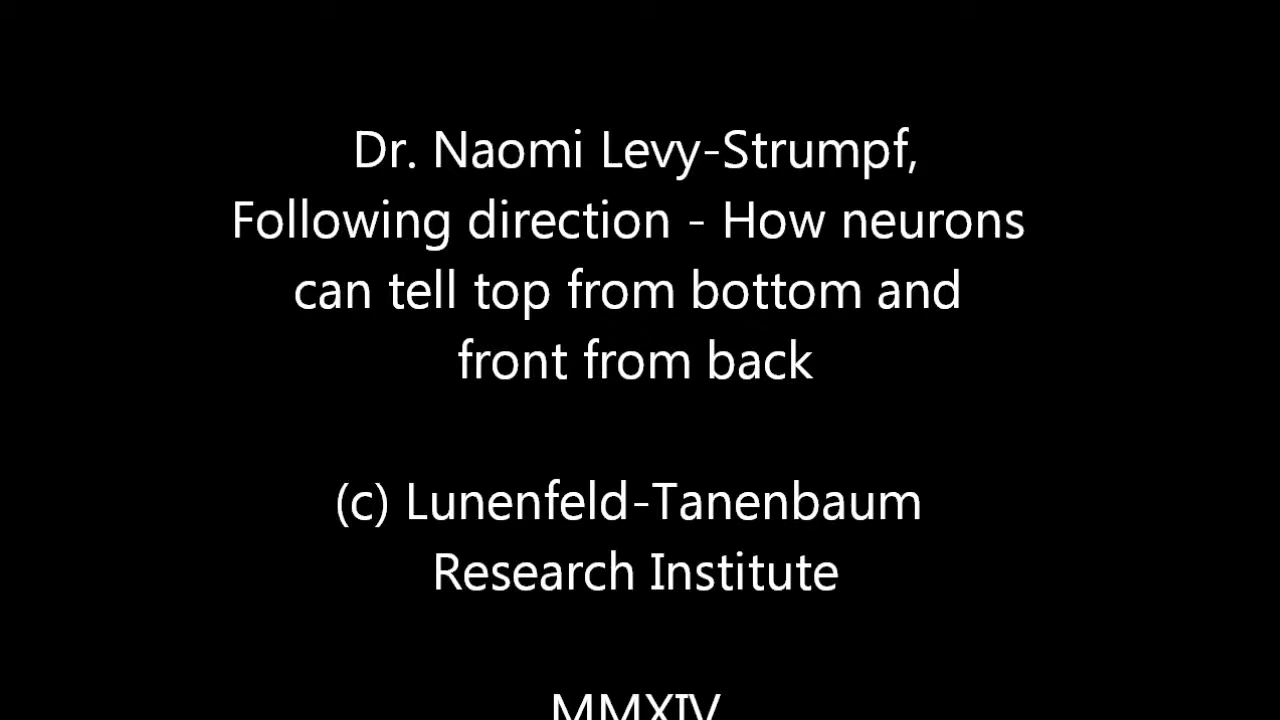 Dr. Naomi Levy-Strumpf,
Following direction - How neurons
can tell top from bottom and
front from back
(c) Lunenfeld-Tanenbaum
Research Institute
MMXIV